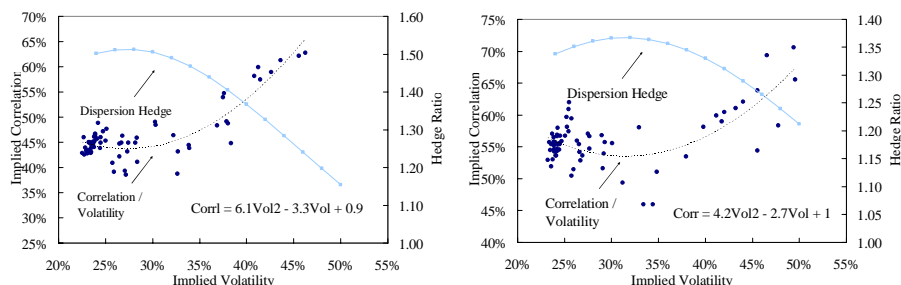 70%
65%
60%
55%
50%
45%
40%
35%
30%
25%
Implied Correlation
1.60
1.50
1.40
1.30
1.20
1.10
1.00
Hedge Ratio
Dispersion Hedge
Correlation /
Volatility
Corrl = 6.1Vol2 - 3.3Vol + 0.9
20% 25% 30% 35% 40% 45% 50% 55%
Implied Volatility
75%
70%
65%
60%
55%
50%
45%
40%
Implied Correlation
1.40
1.35
1.30
1.25
1.20
1.15
1.10
1.05
1.00
Hedge Ratio
Dispersion Hedge
Correlation /
Volatility
Corr = 4.2Vol2 - 2.7Vol + 1
20% 25% 30% 35% 40% 45% 50% 55%
Implied Volatility